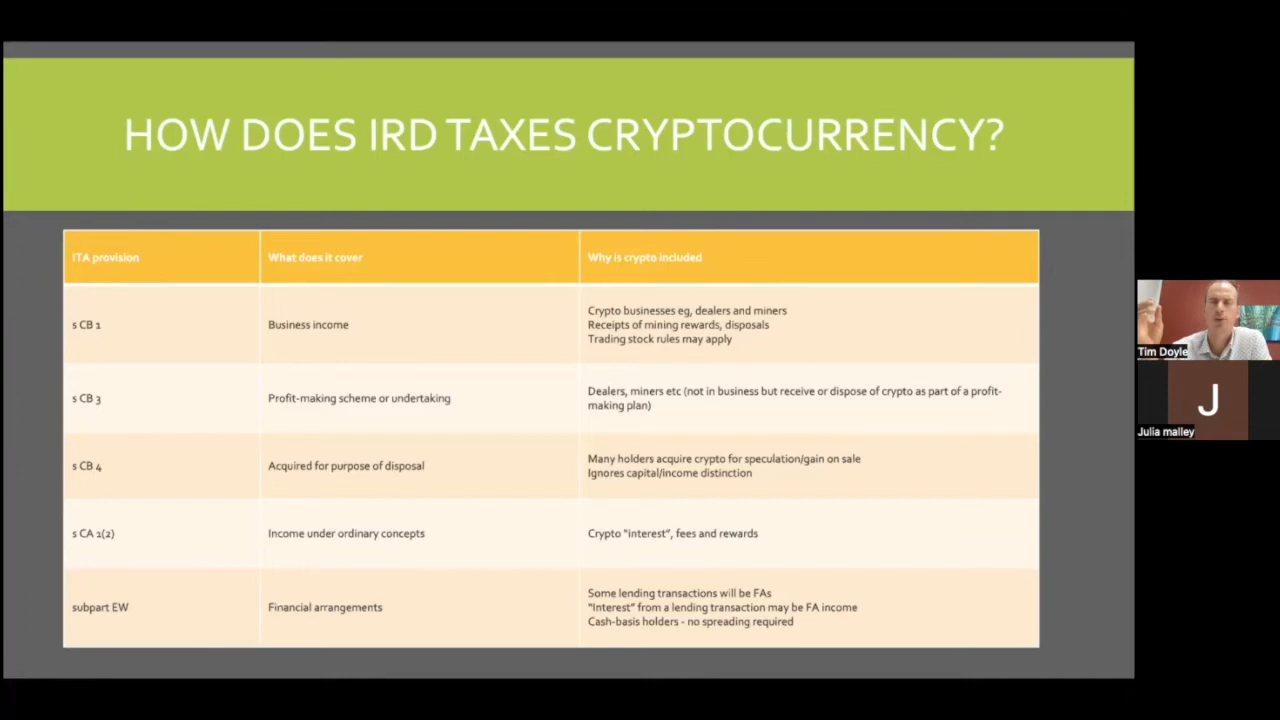 HOW DOES IRD TAXES CRYPTOCURRENCY?
ITA provision
What does it cover
Why is crypto included
s CB 1
Business income
Crypto businesses eg, dealers and miners
Receipts of mining rewards, disposals
Trading stock rules may apply
s CB 3
Profit-making scheme or undertaking
Dealers, miners etc (not in business but receive or dispose of crypto as part of a profit-
making plan)
s CB 4
Acquired for purpose of disposal
Many holders acquire crypto for speculation/gain on sale
Ignores capital/income distinction
s CA 1(2)
Income under ordinary concepts
Crypto "interest", fees and rewards
subpart EW
Financial arrangements
Some lending transactions will be FAs
"Interest" from a lending transaction may be FA income
Cash-basis holders - no spreading required
Tim Doyle
J
Julia malley